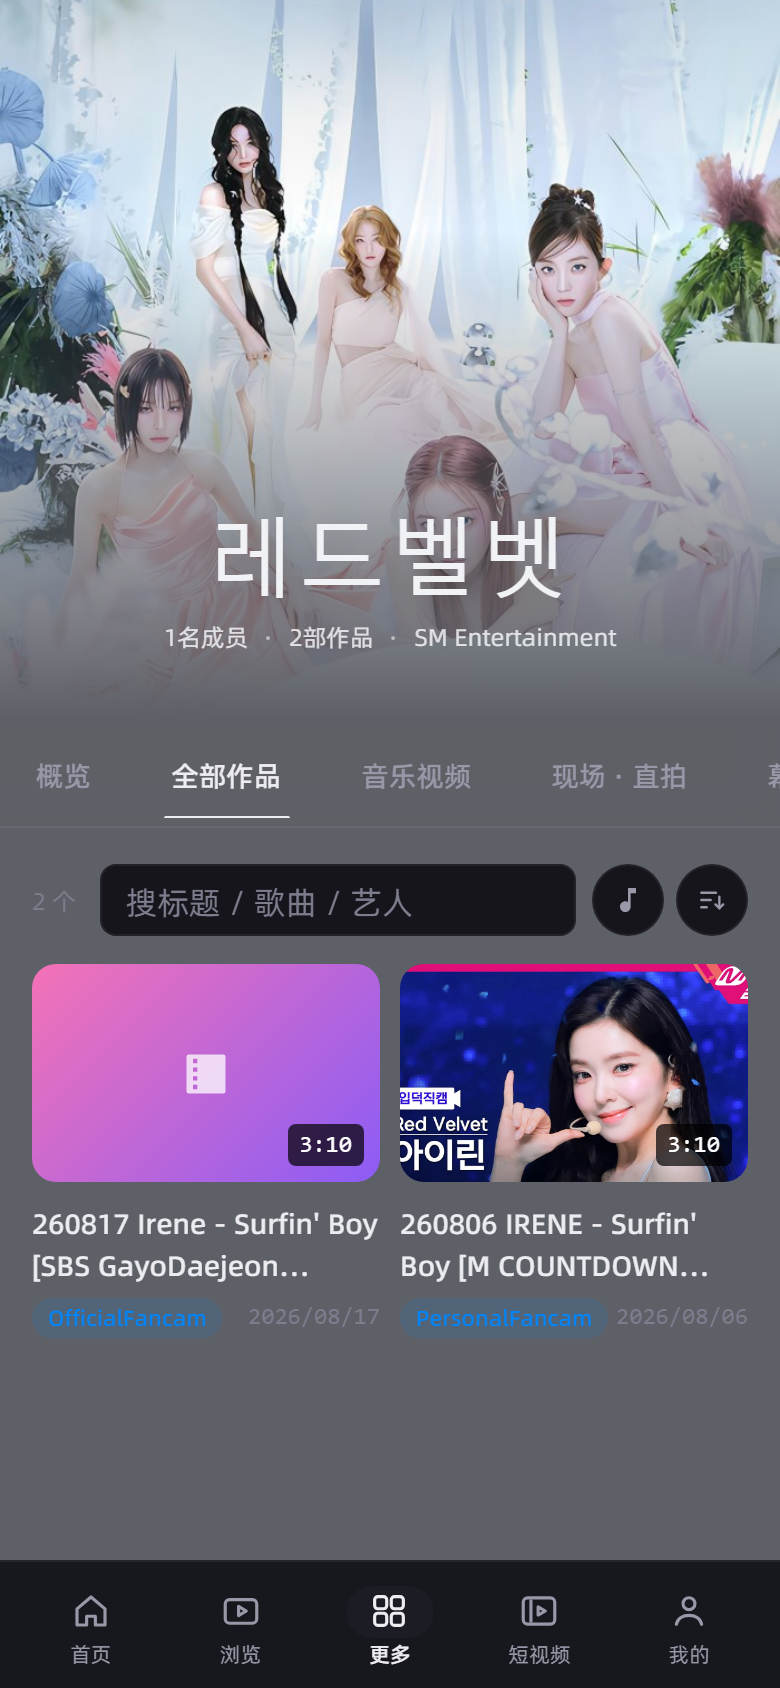 레드벨벳
1名成员 · 2部作品 · SM Entertainment
概览 全部作品 音乐视频 现场 · 直拍
2 个 搜标题 / 歌曲 / 艺人
3:10
입덕직캠
Red Velvet
아이린
3:10
260817 Irene - Surfin' Boy
[SBS GayoDaejeon...
OfficialFancam 2026/08/17
260806 IRENE - Surfin'
Boy [M COUNTDOWN...
PersonalFancam 2026/08/06
首页 浏览 更多 短视频 我的